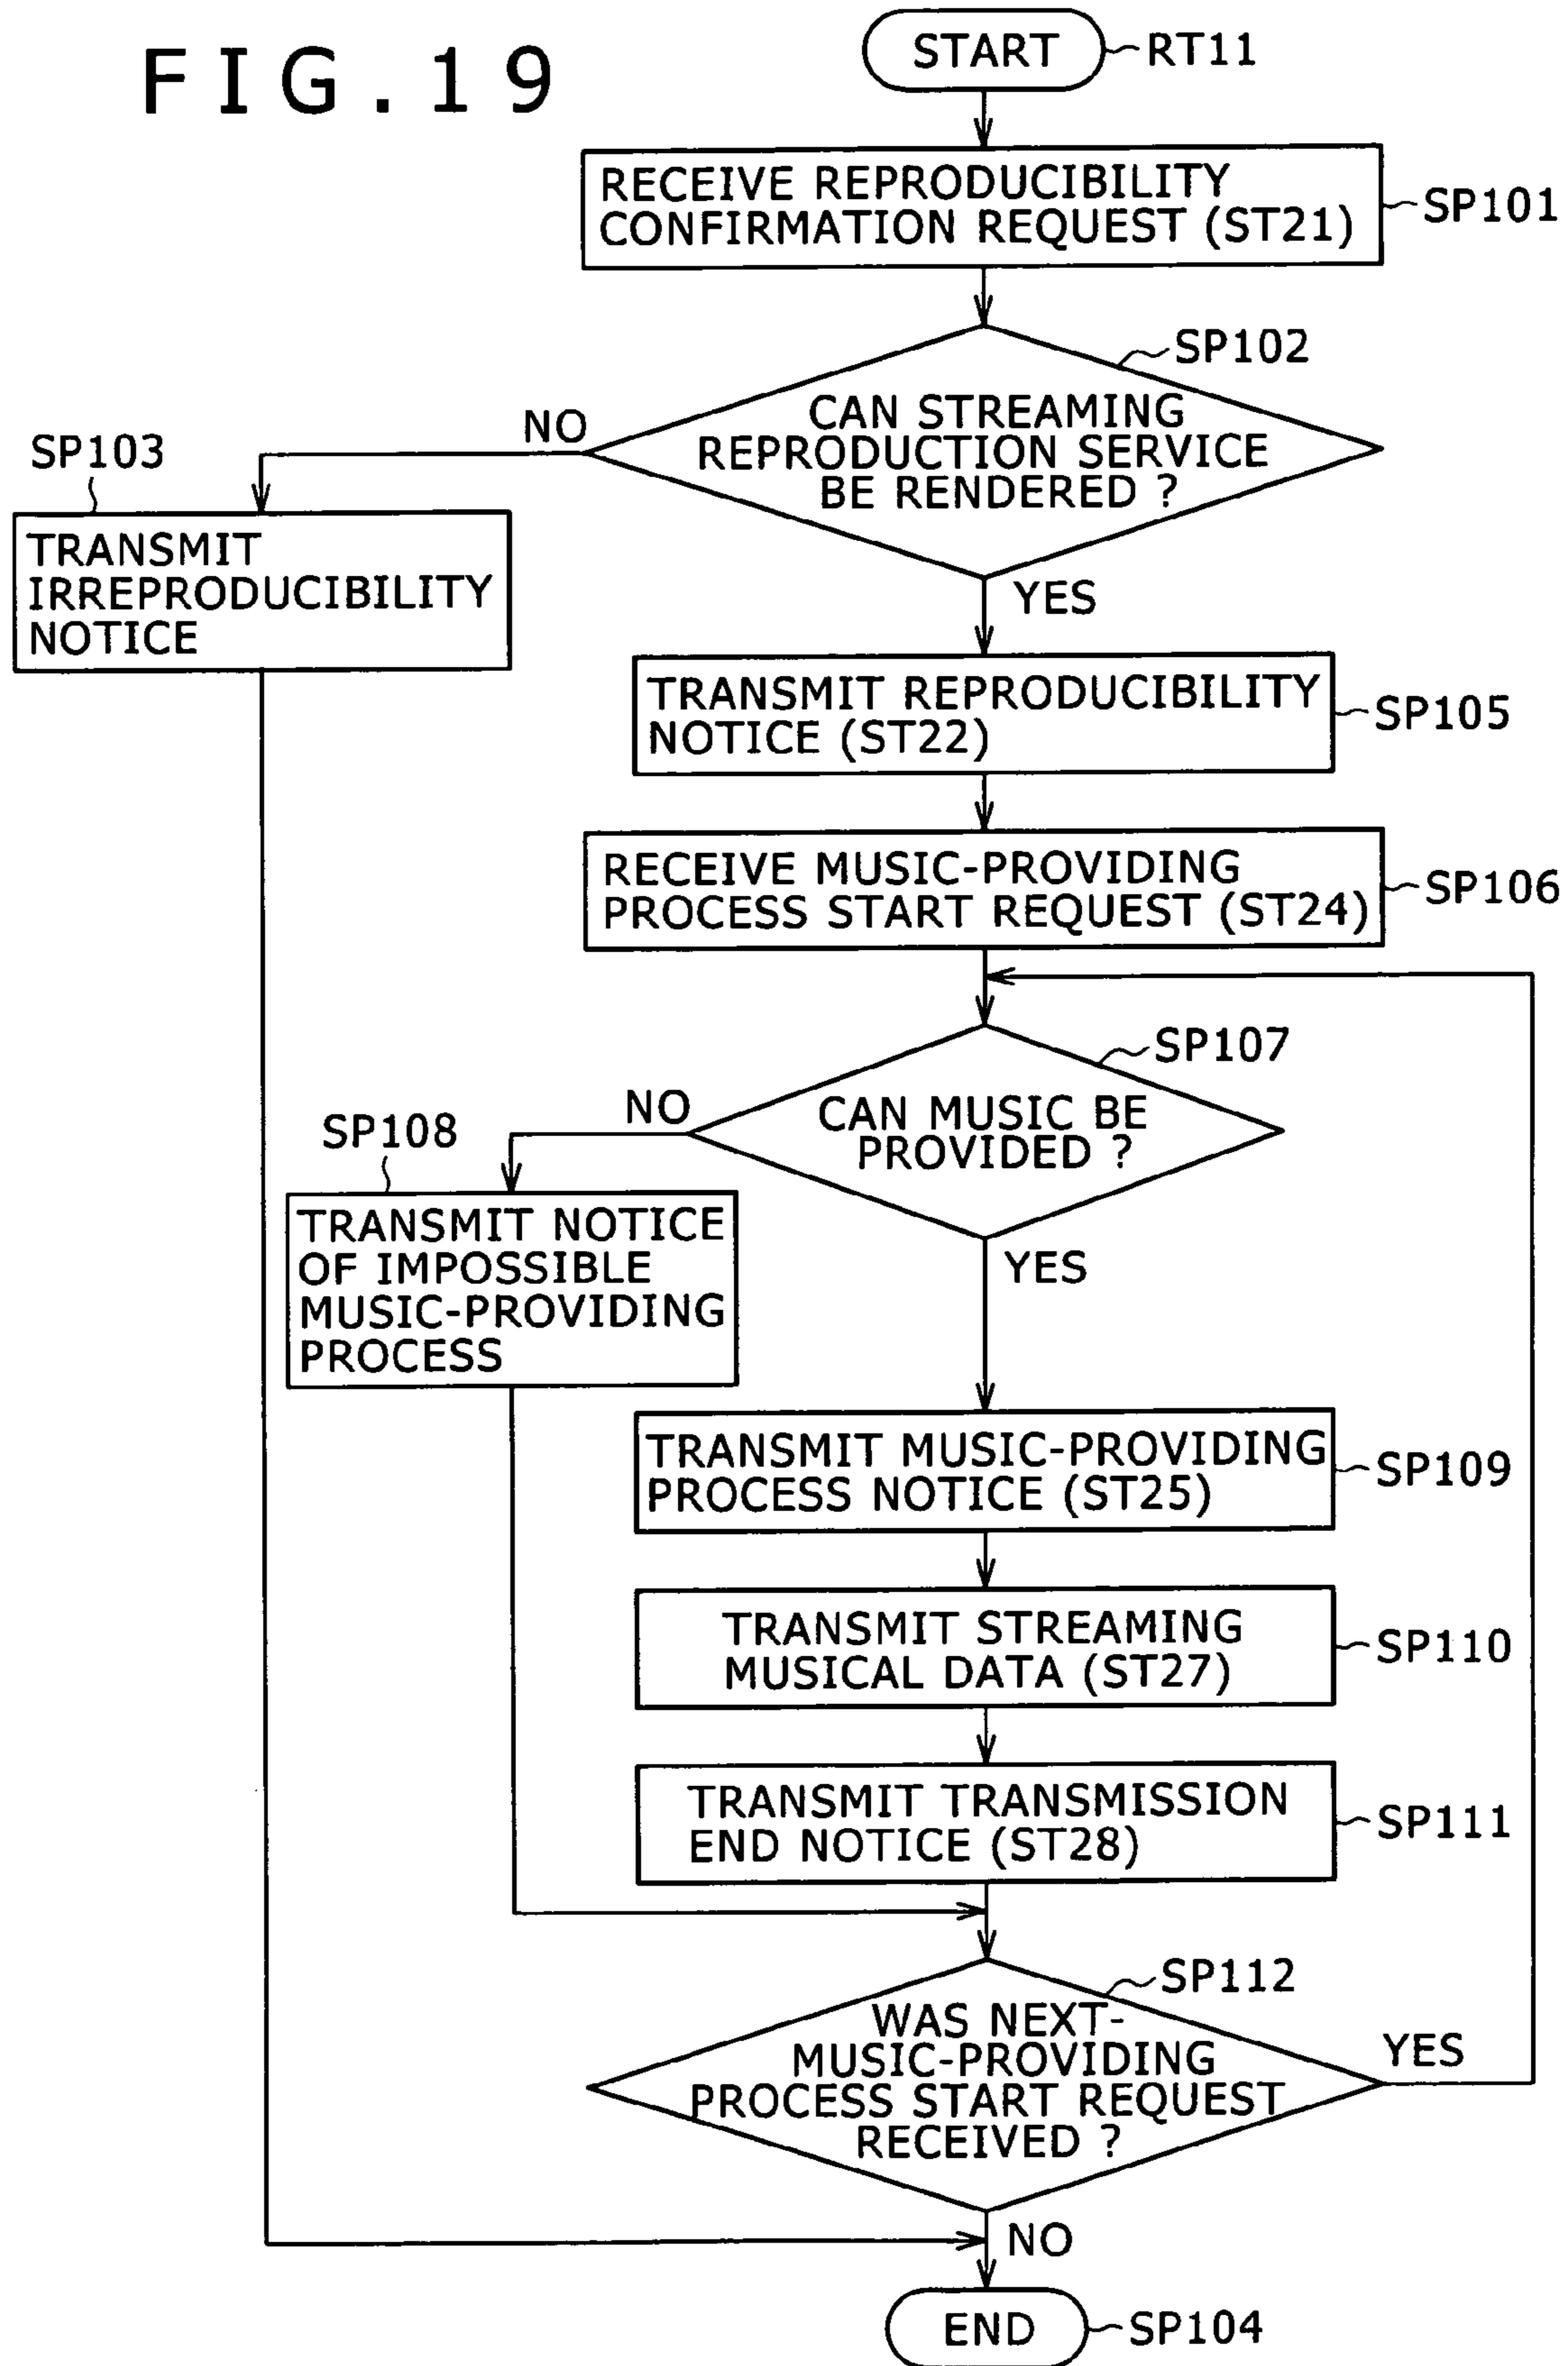 FIG.19
START
RT11
RECEIVE REPRODUCIBILITY
CONFIRMATION REQUEST (ST21)
SP101
SP102
CAN STREAMING
REPRODUCTION SERVICE
BE RENDERED ?
NO
SP103
TRANSMIT
IRREPRODUCIBILITY
NOTICE
YES
TRANSMIT REPRODUCIBILITY
NOTICE (ST22)
SP105
RECEIVE MUSIC-PROVIDING
PROCESS START REQUEST (ST24)
SP106
SP107
CAN MUSIC BE
PROVIDED ?
NO
SP108
TRANSMIT NOTICE
OF IMPOSSIBLE
MUSIC-PROVIDING
PROCESS
YES
TRANSMIT MUSIC-PROVIDING
PROCESS NOTICE (ST25)
SP109
TRANSMIT STREAMING
MUSICAL DATA (ST27)
SP110
TRANSMIT TRANSMISSION
END NOTICE (ST28)
SP111
SP112
WAS NEXT-
MUSIC-PROVIDING
PROCESS START REQUEST
RECEIVED ?
YES
NO
END
SP104